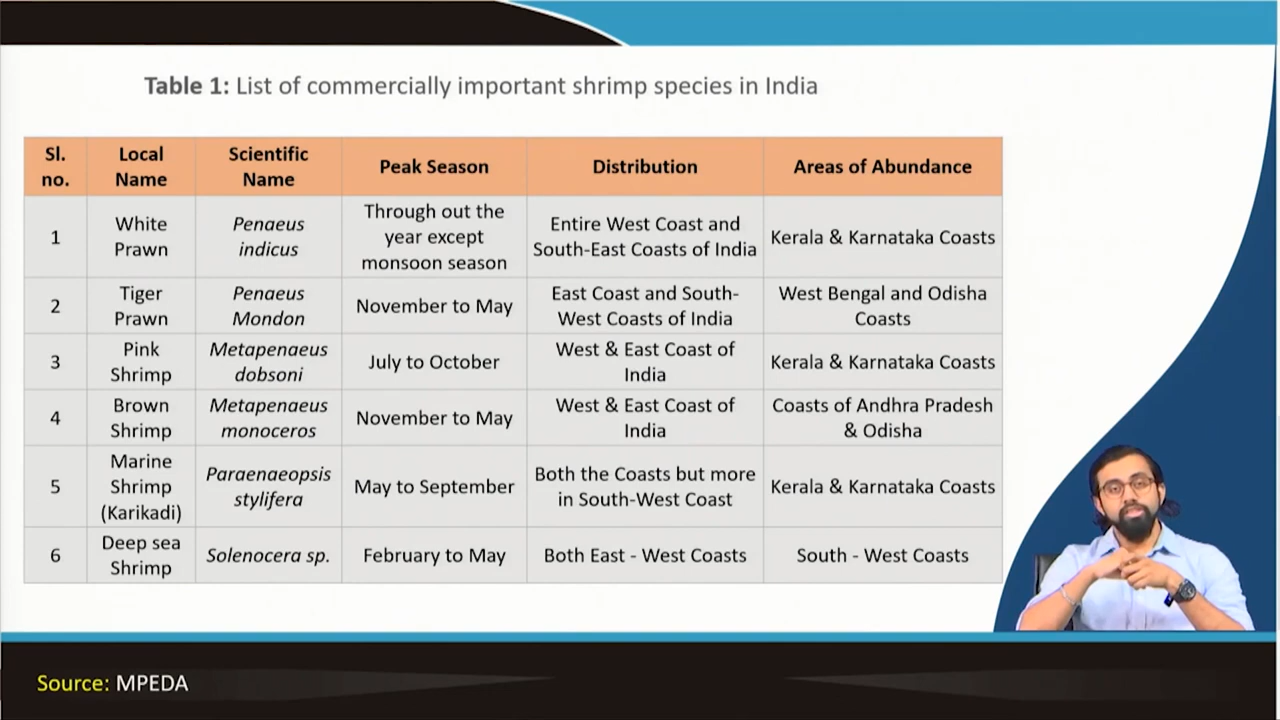 Table 1: List of commercially important shrimp species in India
Sl. no. Local Name Scientific Name Peak Season Distribution Areas of Abundance
1 White Prawn Penaeus indicus Through out the year except monsoon season Entire West Coast and South-East Coasts of India Kerala & Karnataka Coasts
2 Tiger Prawn Penaeus Mondon November to May East Coast and South-West Coasts of India West Bengal and Odisha Coasts
3 Pink Shrimp Metapenaeus dobsoni July to October West & East Coast of India Kerala & Karnataka Coasts
4 Brown Shrimp Metapenaeus monoceros November to May West & East Coast of India Coasts of Andhra Pradesh & Odisha
5 Marine Shrimp (Karikadi) Paraenaeopsis stylifera May to September Both the Coasts but more in South-West Coast Kerala & Karnataka Coasts
6 Deep sea Shrimp Solenocera sp. February to May Both East - West Coasts South - West Coasts
Source: MPEDA